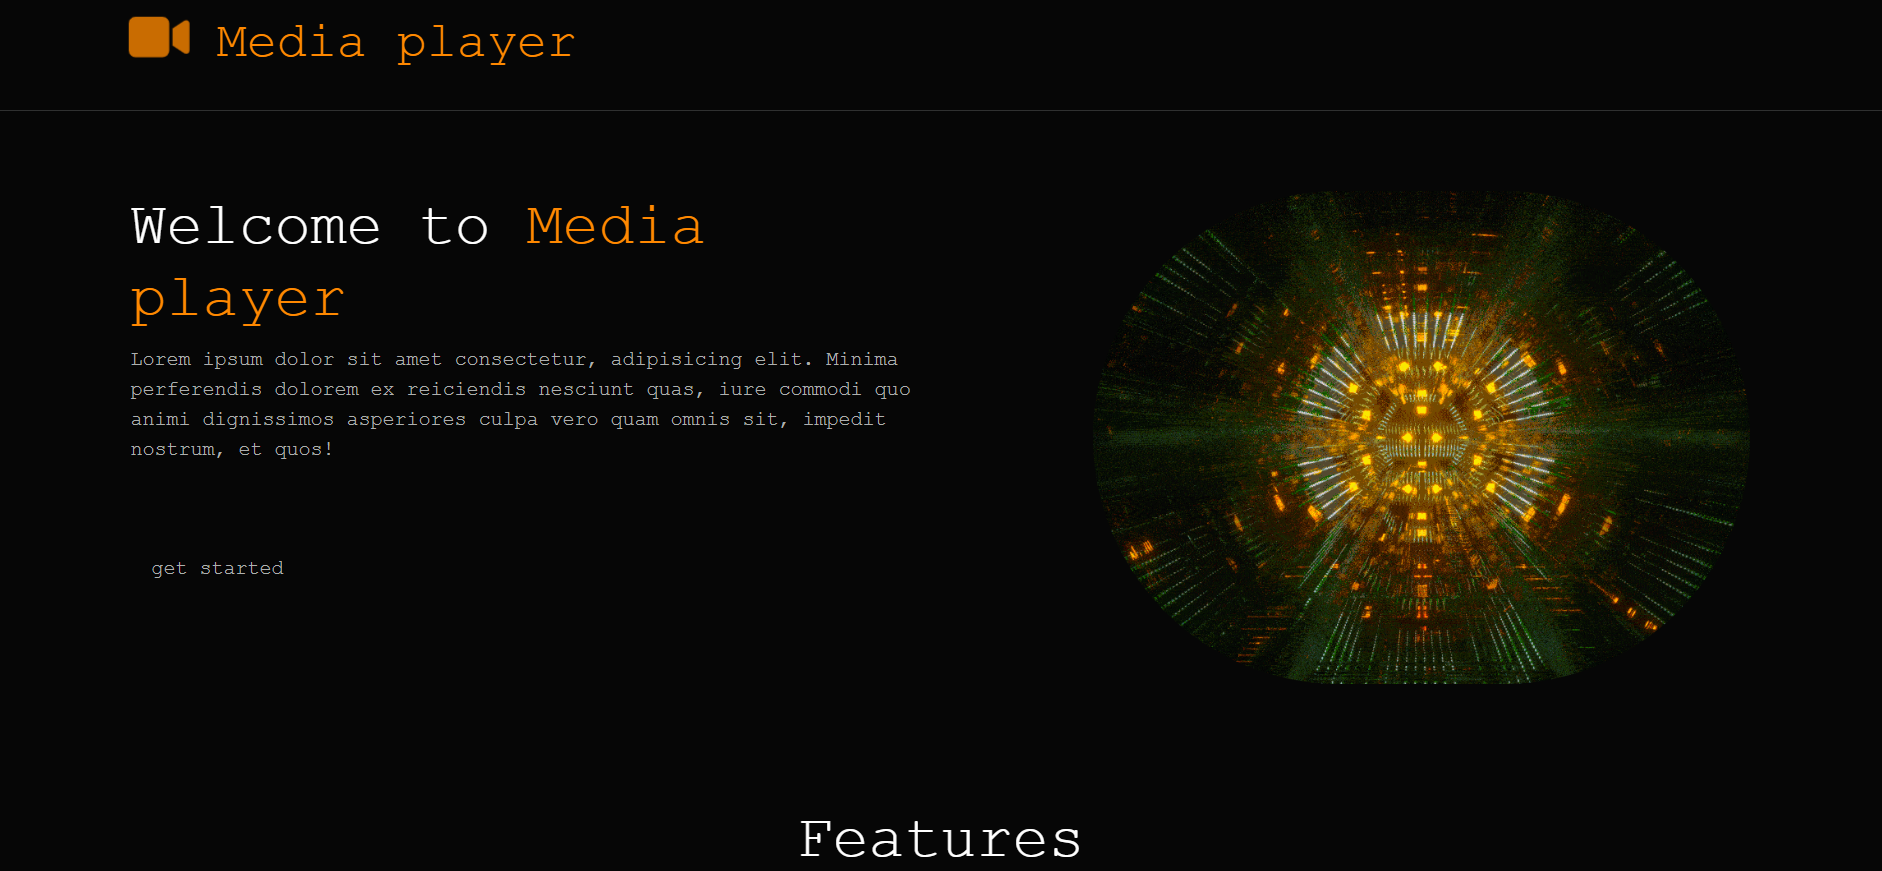 Media player
Welcome to Media
player
Lorem ipsum dolor sit amet consectetur, adipisicing elit. Minima
perferendis dolorem ex reiciendis nesciunt quas, iure commodi quo
animi dignissimos asperiores culpa vero quam omnis sit, impedit
nostrum, et quos!
get started
Features